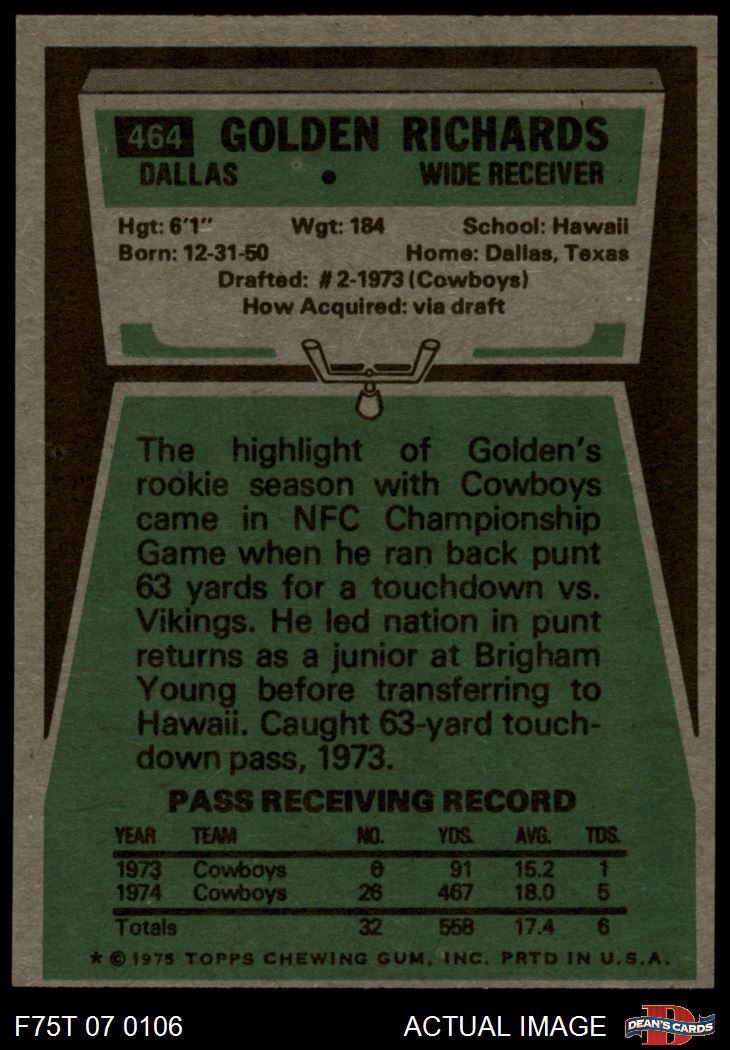 464 GOLDEN RICHARDS
DALLAS • WIDE RECEIVER
Hgt: 6'1" Wgt: 184 School: Hawaii
Born: 12-31-50 Home: Dallas, Texas
Drafted: #2-1973 (Cowboys)
How Acquired: via draft
The highlight of Golden's
rookie season with Cowboys
came in NFC Championship
Game when he ran back punt
63 yards for a touchdown vs.
Vikings. He led nation in punt
returns as a junior at Brigham
Young before transferring to
Hawaii. Caught 63-yard touch-
down pass, 1973.
PASS RECEIVING RECORD
YEAR TEAM NO. YDS. AVG. TDS.
1973 Cowboys 6 91 15.2 1
1974 Cowboys 26 467 18.0 5
Totals 32 558 17.4 6
* © 1975 TOPPS CHEWING GUM, INC. PRTD IN U.S.A.
F75T 07 0106 ACTUAL IMAGE D DEAN'S CARDS